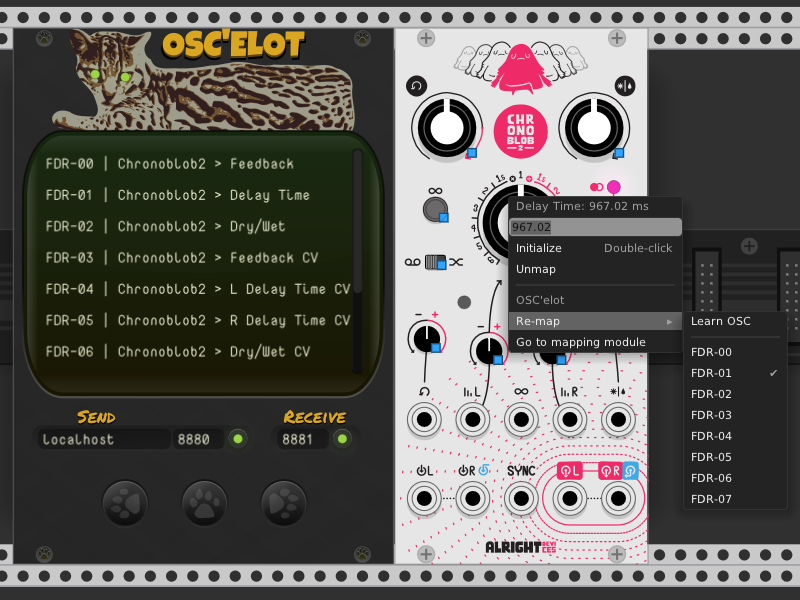 OSC'ELOT
FDR-00 | Chronoblob2 > Feedback
FDR-01 | Chronoblob2 > Delay Time
FDR-02 | Chronoblob2 > Dry/Wet
FDR-03 | Chronoblob2 > Feedback CV
FDR-04 | Chronoblob2 > L Delay Time CV
FDR-05 | Chronoblob2 > R Delay Time CV
FDR-06 | Chronoblob2 > Dry/Wet CV
SEND
RECEIVE
Localhost
8880
8881
CHR
ONO
BLOB
2
∞
Delay Time: 967.02 ms
967.02
Initialize Double-click
Unmap
OSC'elot
Re-map ▸
Go to mapping module
Learn OSC
FDR-00
FDR-01 ✓
FDR-02
FDR-03
FDR-04
FDR-05
FDR-06
FDR-07
L
∞
R
L
R
SYNC
L
R
ALRIGHT DEVICES